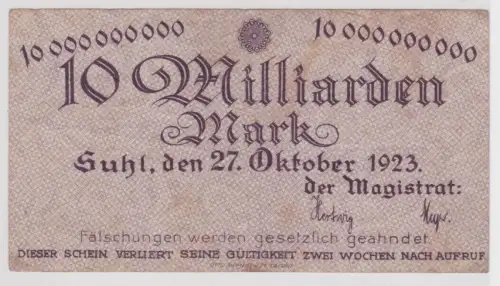 10 000 000 000 10 000 000 000
10 Milliarden
Mark
Suhl, den 27. Oktober 1923.
der Magistrat:
Hertwig
Fälschungen werden gesetzlich geahndet.
DIESER SCHEIN VERLIERT SEINE GÜLTIGKEIT ZWEI WOCHEN NACH AUFRUF.